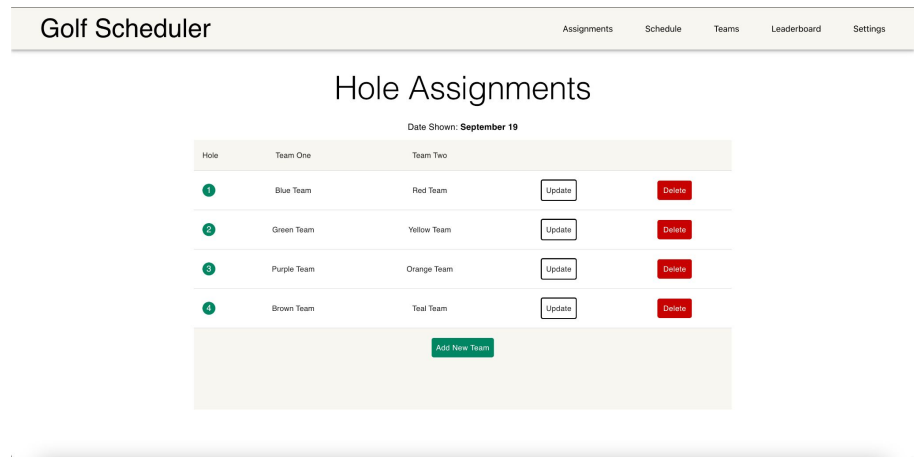 Golf Scheduler Assignments Schedule Teams Leaderboard Settings
Hole Assignments
Date Shown: September 19
Hole Team One Team Two
1 Blue Team Red Team Update Delete
2 Green Team Yellow Team Update Delete
3 Purple Team Orange Team Update Delete
4 Brown Team Teal Team Update Delete
Add New Team